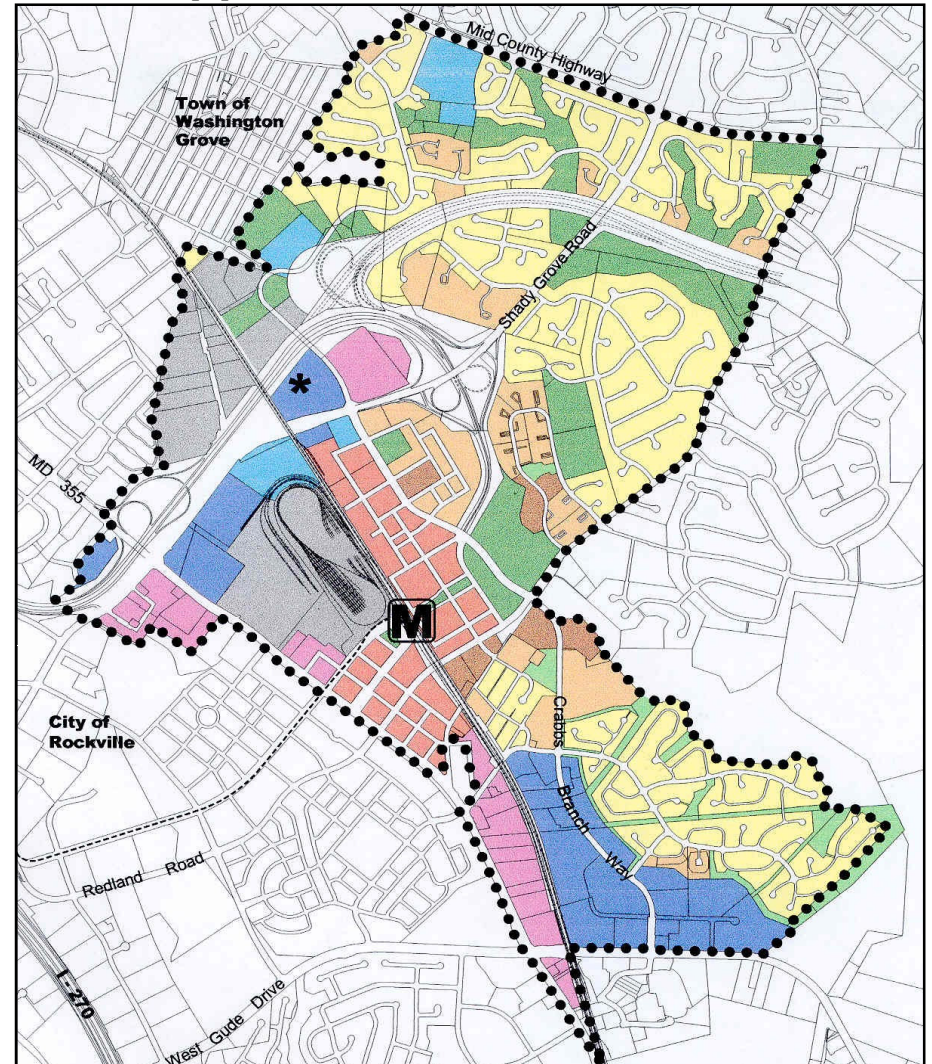 Mid County Highway
Town of
Washington
Grove
Shady Grove Road
*
MD 355
M
City of
Rockville
Crabbs
Branch
Way
Redland Road
I - 270
West Gude Drive